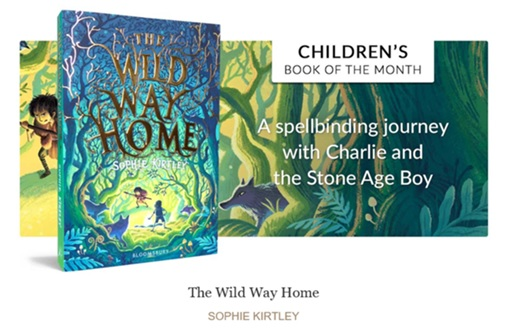 THE
WILD
WAY
HOME
SOPHIE KIRTLEY
BLOOMSBURY
CHILDREN'S
BOOK OF THE MONTH
A spellbinding journey
with Charlie and
the Stone Age Boy
The Wild Way Home
SOPHIE KIRTLEY